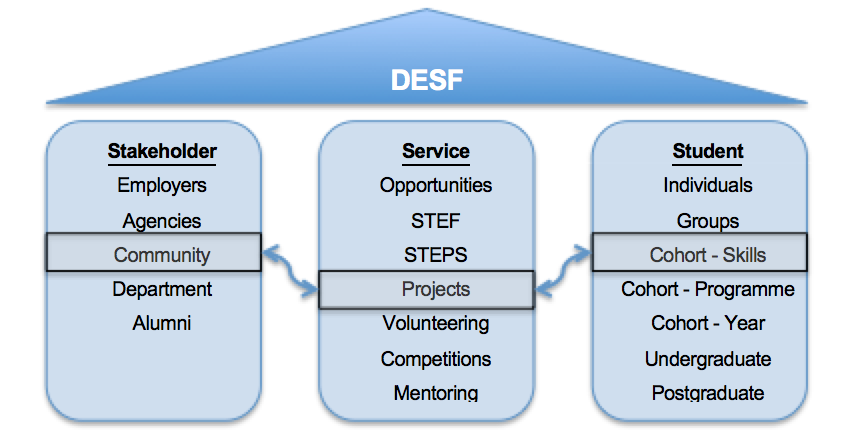 DESF
Stakeholder
Employers
Agencies
Community
Department
Alumni
Service
Opportunities
STEF
STEPS
Projects
Volunteering
Competitions
Mentoring
Student
Individuals
Groups
Cohort - Skills
Cohort - Programme
Cohort - Year
Undergraduate
Postgraduate